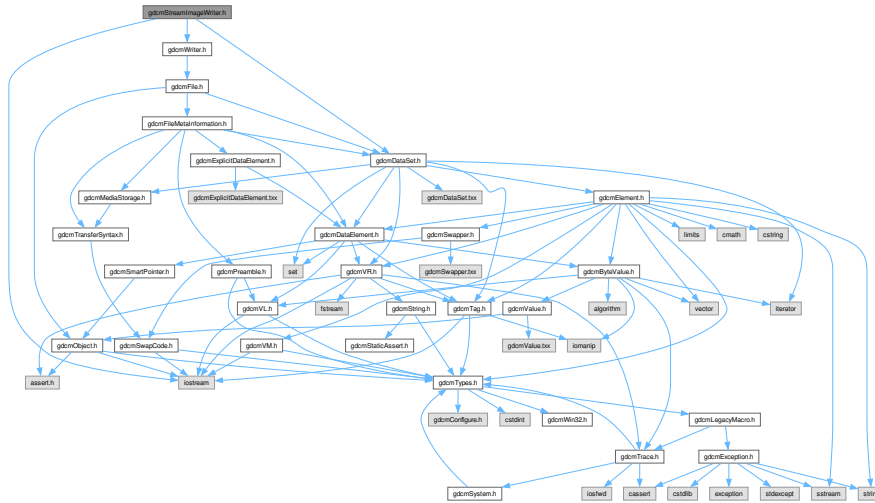 gdcmStreamImageWriter.h
gdcmWriter.h
gdcmFile.h
gdcmFileMetaInformation.h
gdcmExplicitDataElement.h
gdcmDataSet.h
gdcmMediaStorage.h
gdcmExplicitDataElement.txx
gdcmDataSet.txx
gdcmElement.h
gdcmTransferSyntax.h
gdcmDataElement.h
gdcmSwapper.h
limits
cmath
cstring
gdcmSmartPointer.h
gdcmPreamble.h
set
gdcmVR.h
gdcmSwapper.txx
gdcmByteValue.h
gdcmVL.h
fstream
gdcmString.h
gdcmTag.h
gdcmValue.h
algorithm
vector
iterator
gdcmObject.h
gdcmSwapCode.h
gdcmVM.h
gdcmStaticAssert.h
gdcmValue.txx
iomanip
assert.h
iostream
gdcmTypes.h
gdcmConfigure.h
cstdint
gdcmWin32.h
gdcmLegacyMacro.h
gdcmTrace.h
gdcmException.h
gdcmSystem.h
iosfwd
cassert
cstdlib
exception
stdexcept
sstream